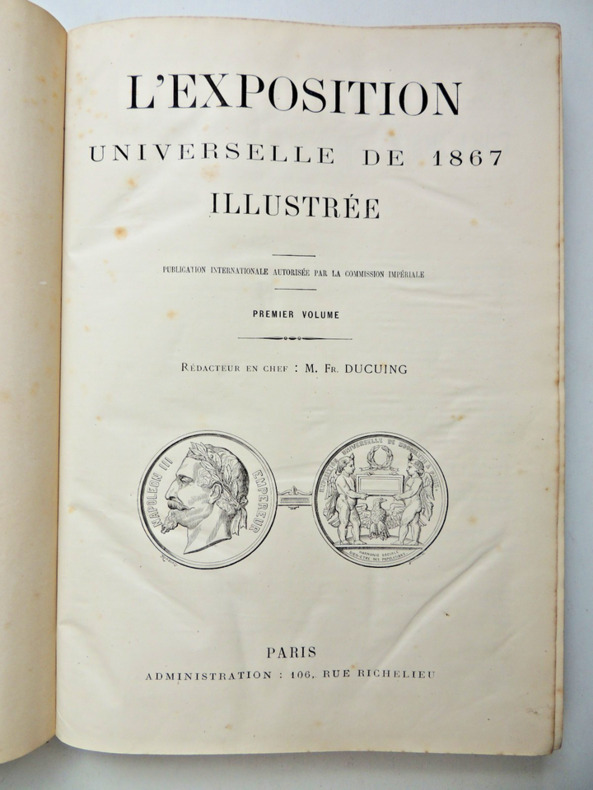 L'EXPOSITION
UNIVERSELLE DE 1867
ILLUSTRÉE
PUBLICATION INTERNATIONALE AUTORISÉE PAR LA COMMISSION IMPÉRIALE
PREMIER VOLUME
RÉDACTEUR EN CHEF : M. FR. DUCUING
NAPOLEON III EMPEREUR
PARIS
ADMINISTRATION : 106, RUE RICHELIEU